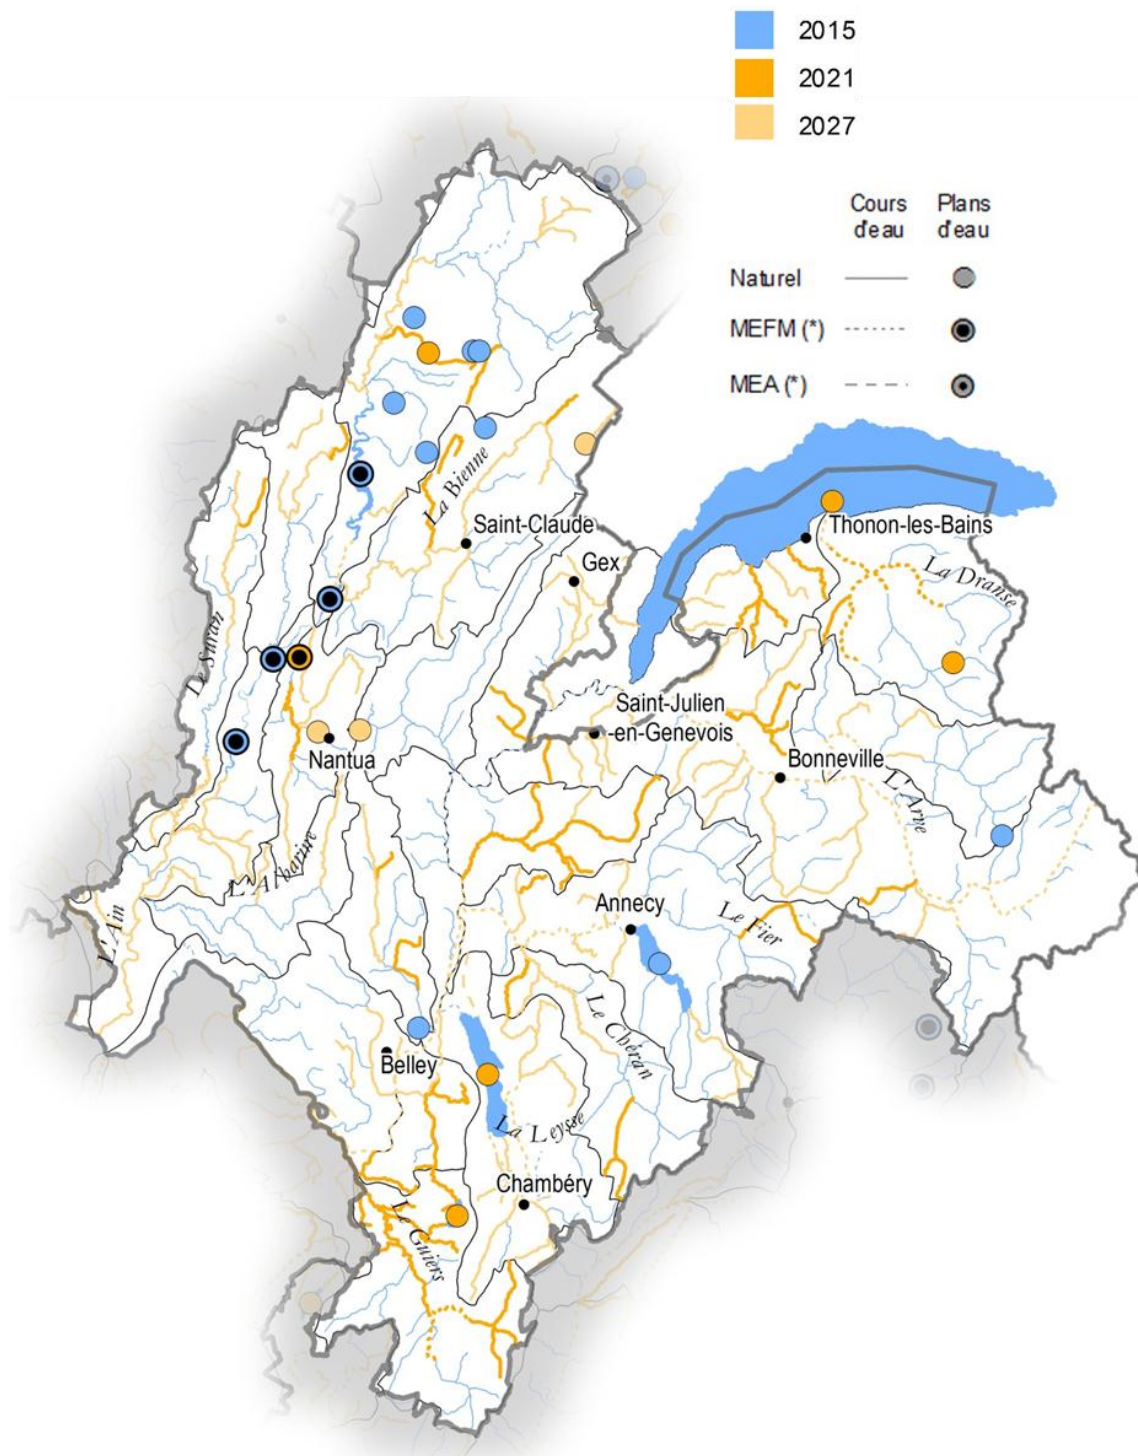 2015
2021
2027
Cours d'eau
Plans d'eau
Naturel
MEFM (*)
MEA (*)
La Bienne
Saint-Claude
Thonon-les-Bains
Gex
La Dranse
Le Suran
Saint-Julien
-en-Genevois
Nantua
Bonneville
L'Arve
L'Albarine
Annecy
Le Fier
L'Ain
Le Chéran
Belley
La Leysse
Chambéry
Le Guiers